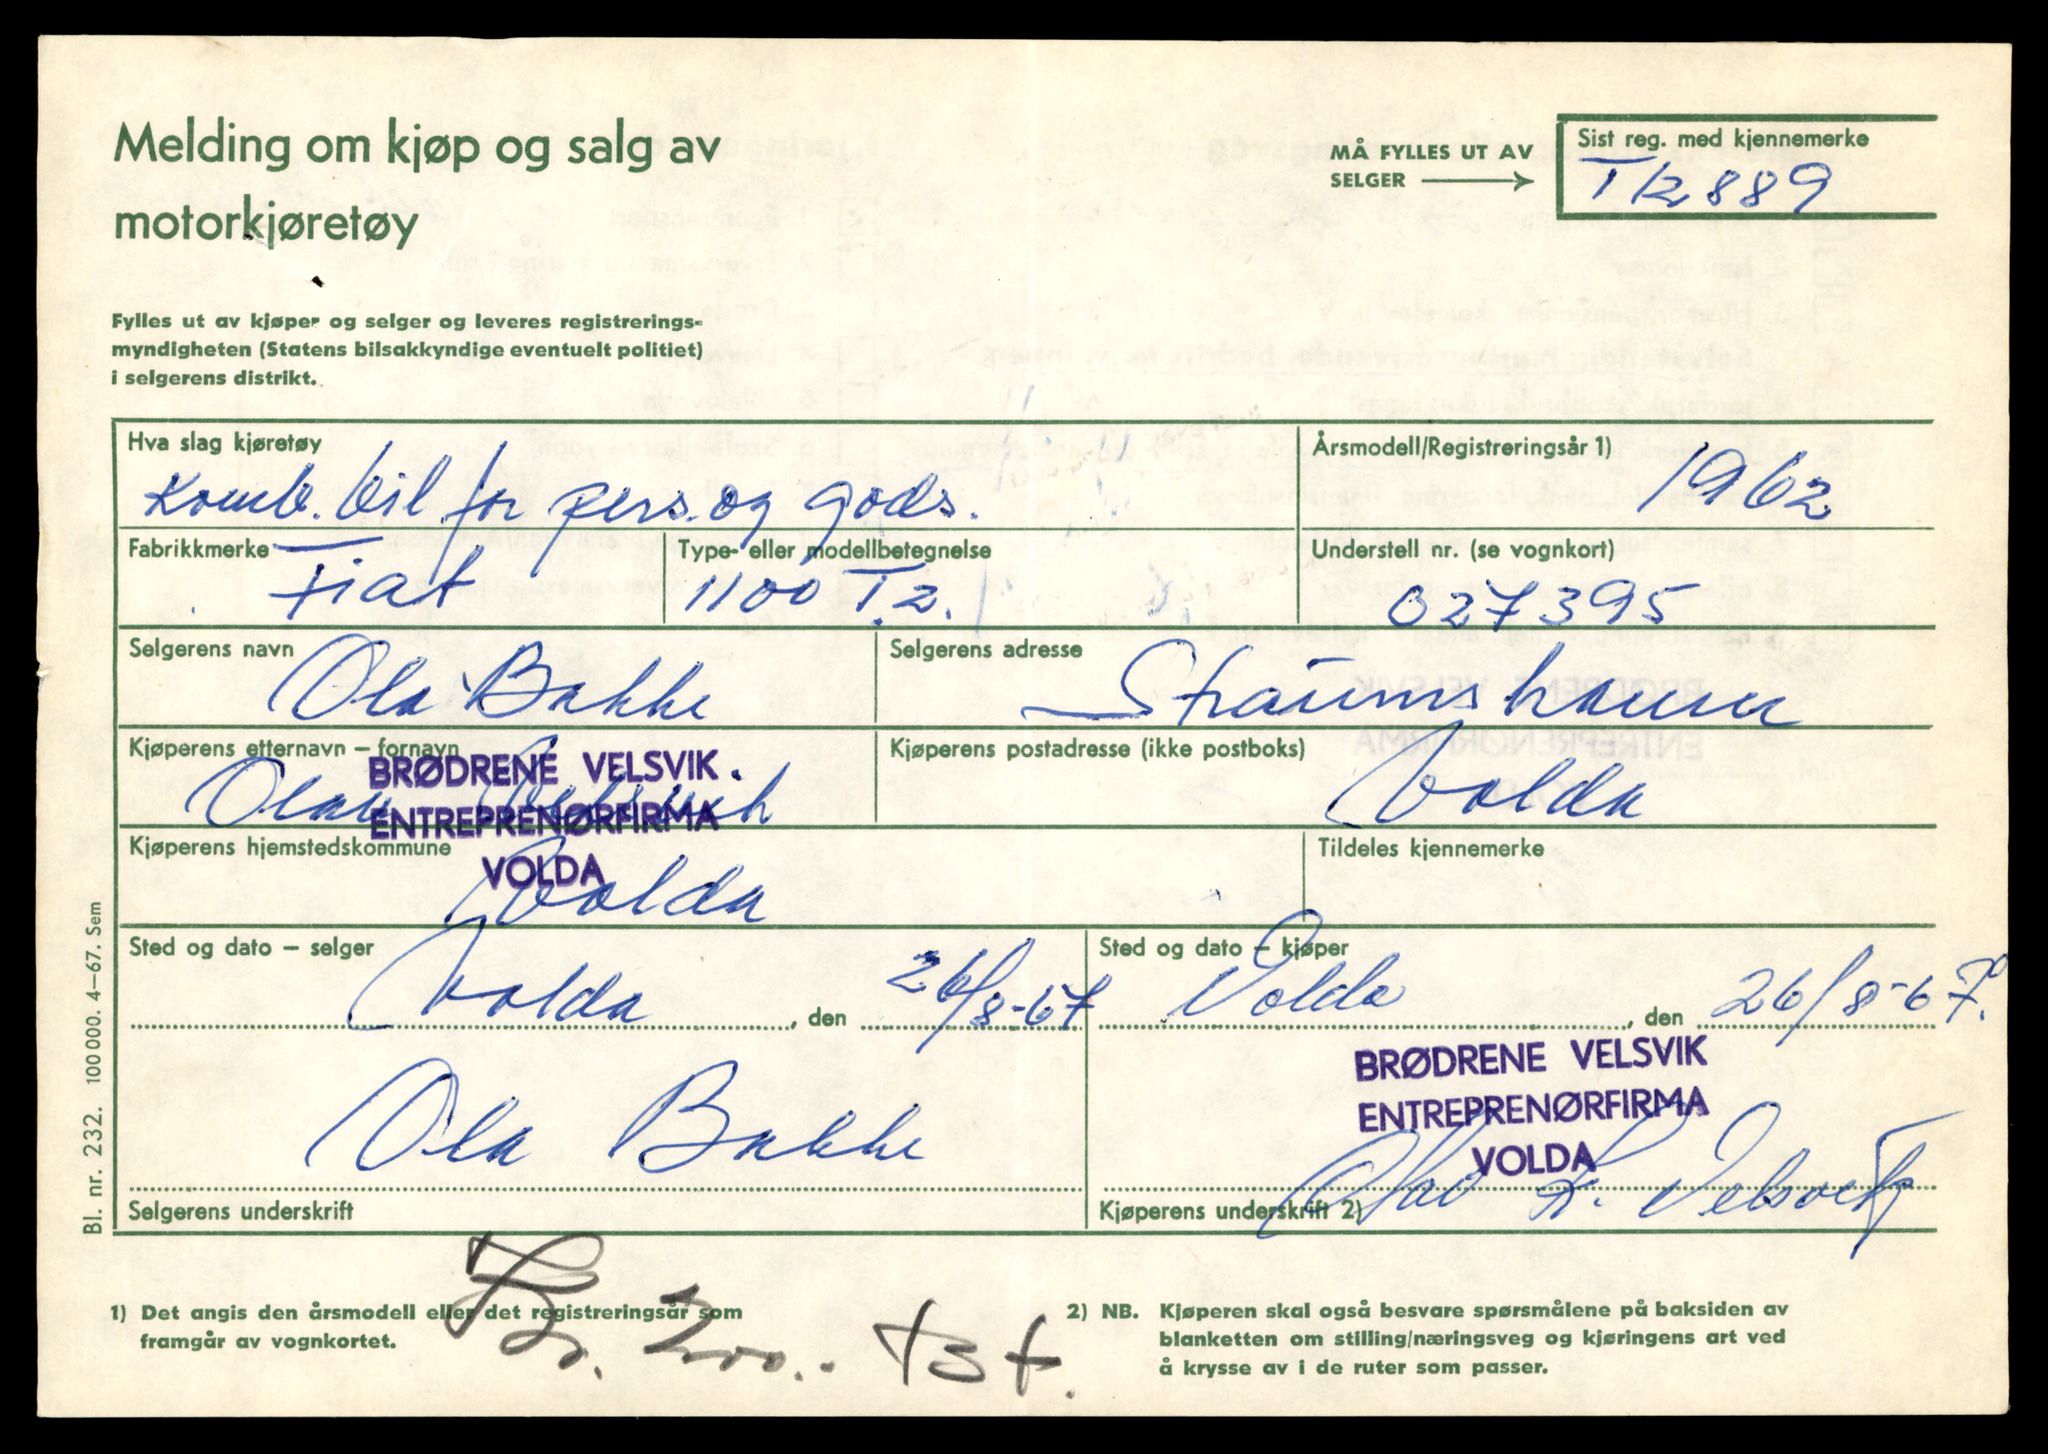 Melding om kjøp og salg av
motorkjøretøy
MÅ FYLLES UT AV
SELGER
Sist reg. med kjennemerke
T 12889
Fylles ut av kjøper og selger og leveres registrerings-
myndigheten (Statens bilsakkyndige eventuelt politiet)
i selgerens distrikt.
Hva slag kjøretøy
Komb. bil for pers. og gods.
Årsmodell/Registreringsår 1)
1962
Fabrikkmerke
Fiat
Type- eller modellbetegnelse
1100 T2.
Understell nr. (se vognkort)
027395
Selgerens navn
Ola Bakke
Selgerens adresse
Straumshamn
Kjøperens etternavn – fornavn
BRØDRENE VELSVIK.
ENTREPRENØRFIRMA
VOLDA
Kjøperens postadresse (ikke postboks)
Volda
Kjøperens hjemstedskommune
Volda
Tildeles kjennemerke
Sted og dato – selger
Volda, den 26/8-67
Sted og dato – kjøper
Volda, den 26/8-67.
Ola Bakke
Selgerens underskrift
BRØDRENE VELSVIK
ENTREPRENØRFIRMA
VOLDA
Olav K. Velsvik
Kjøperens underskrift 2)
1) Det angis den årsmodell eller det registreringsår som
framgår av vognkortet.
2) NB. Kjøperen skal også besvare spørsmålene på baksiden av
blanketten om stilling/næringsveg og kjøringens art ved
å krysse av i de ruter som passer.
Bl. nr. 232. 100 000. 4–67. Sem